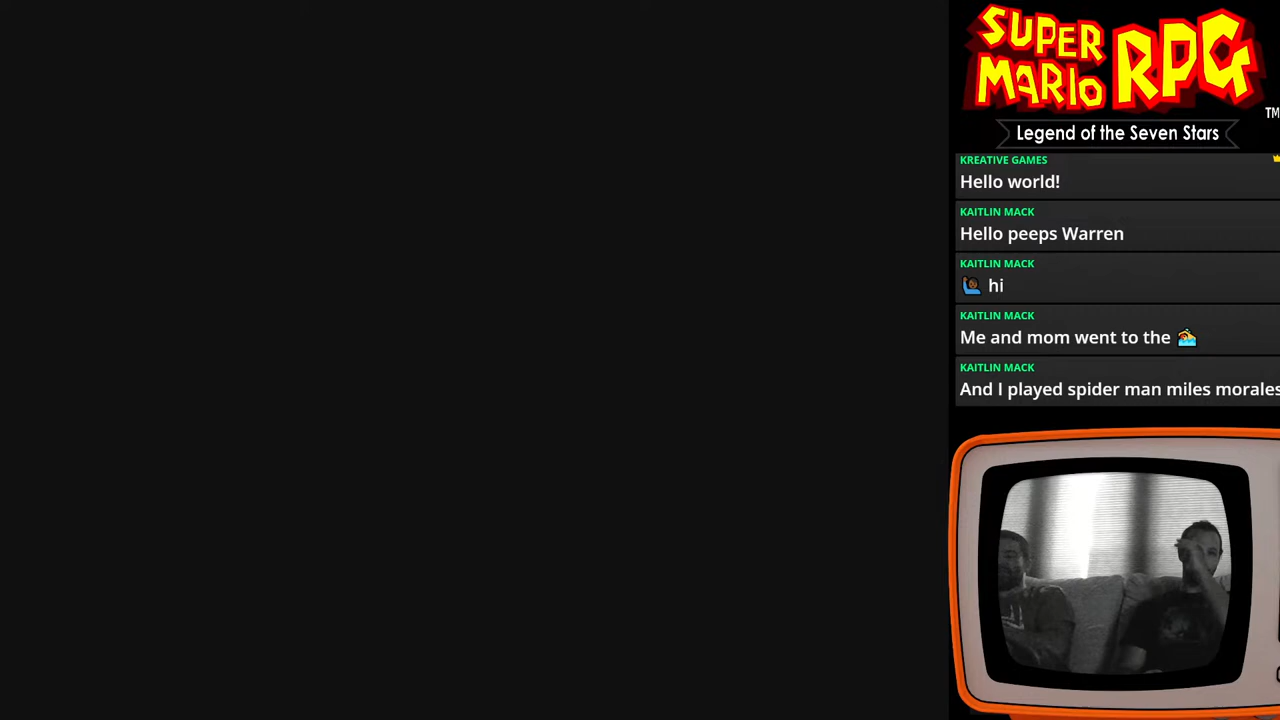 SUPER
MARIO RPG
TM
Legend of the Seven Stars
KREATIVE GAMES
Hello world!
KAITLIN MACK
Hello peeps Warren
KAITLIN MACK
🙋🏿 hi
KAITLIN MACK
Me and mom went to the 🏊
KAITLIN MACK
And I played spider man miles morales